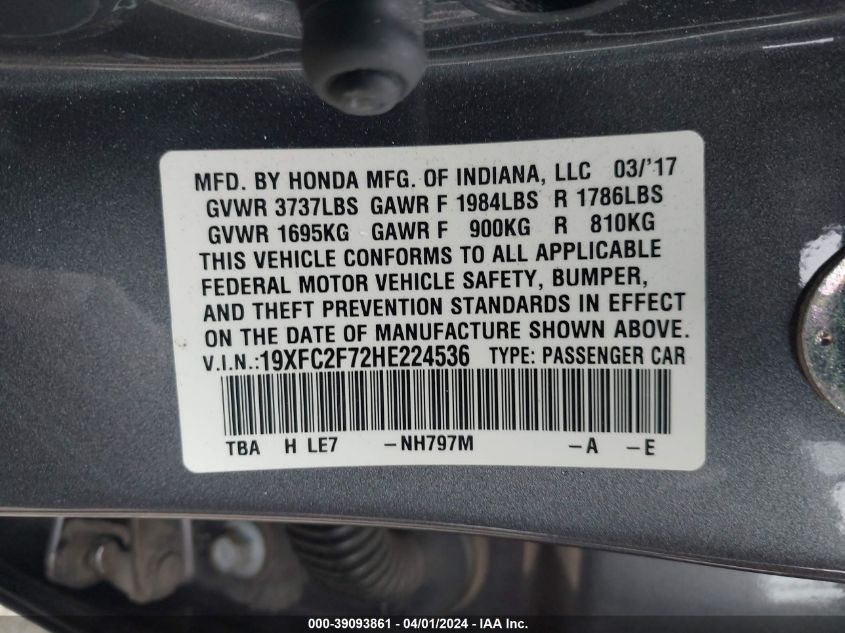 MFD. BY HONDA MFG. OF INDIANA, LLC 03/'17
GVWR 3737LBS GAWR F 1984LBS R 1786LBS
GVWR 1695KG GAWR F 900KG R 810KG
THIS VEHICLE CONFORMS TO ALL APPLICABLE
FEDERAL MOTOR VEHICLE SAFETY, BUMPER,
AND THEFT PREVENTION STANDARDS IN EFFECT
ON THE DATE OF MANUFACTURE SHOWN ABOVE.
V.I.N.:19XFC2F72HE224536 TYPE: PASSENGER CAR
TBA H LE7 -NH797M -A -E
000-39093861 / 04/01/2024 - IAA Inc.